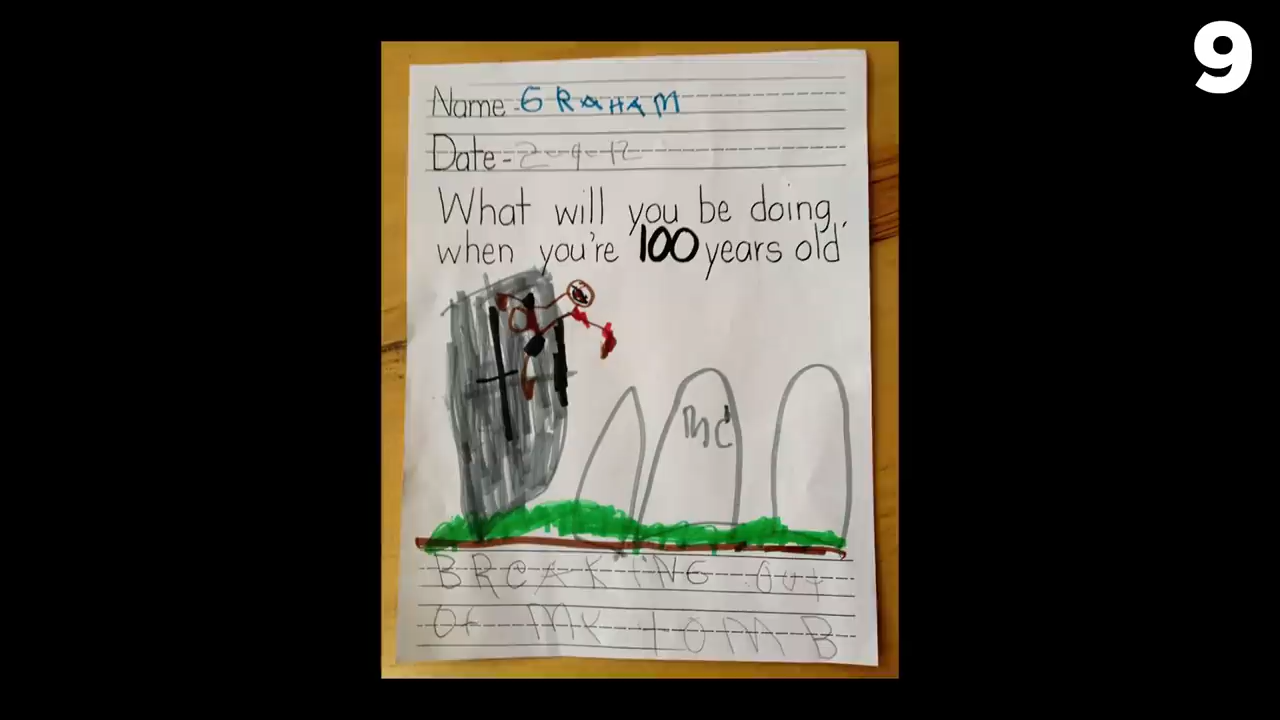 9
Name - GRAHAM
Date - 2-9-12
What will you be doing,
when you're 100 years old
mc
BREAKING Out
Of MY tOMB